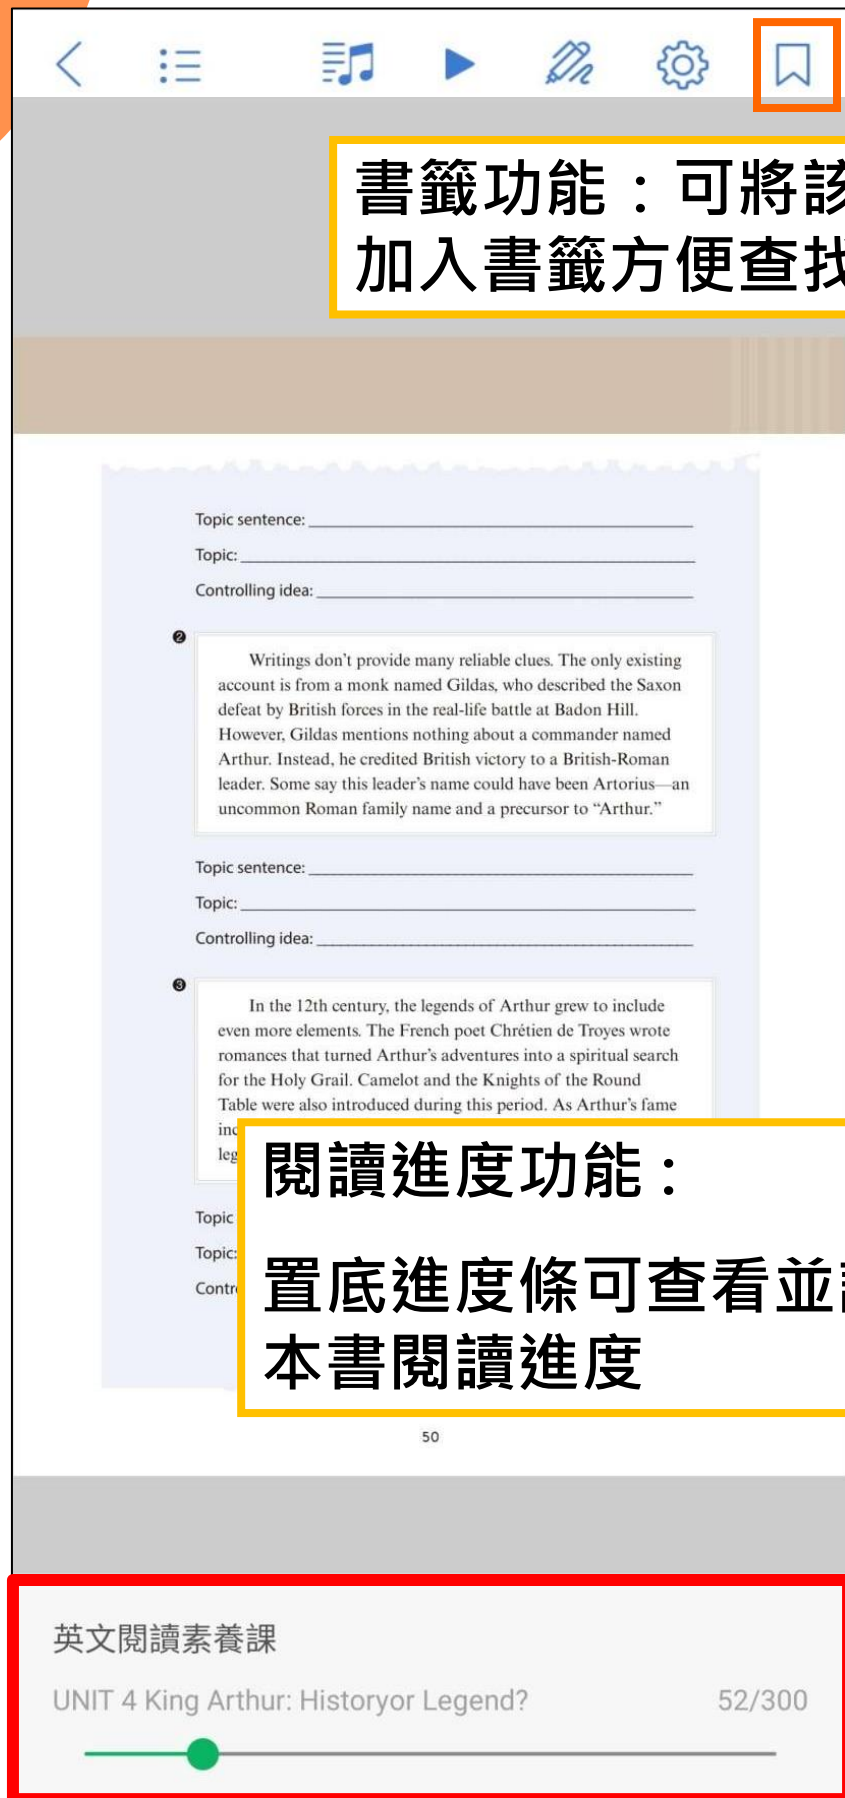 書籤功能：可將該
加入書籤方便查找
Topic sentence:
Topic:
Controlling idea:
❷
Writings don’t provide many reliable clues. The only existing
account is from a monk named Gildas, who described the Saxon
defeat by British forces in the real-life battle at Badon Hill.
However, Gildas mentions nothing about a commander named
Arthur. Instead, he credited British victory to a British-Roman
leader. Some say this leader’s name could have been Artorius—an
uncommon Roman family name and a precursor to “Arthur.”
Topic sentence:
Topic:
Controlling idea:
❸
In the 12th century, the legends of Arthur grew to include
even more elements. The French poet Chrétien de Troyes wrote
romances that turned Arthur’s adventures into a spiritual search
for the Holy Grail. Camelot and the Knights of the Round
Table were also introduced during this period. As Arthur’s fame
Topic
Topic:
閱讀進度功能：
置底進度條可查看並
本書閱讀進度
50
英文閱讀素養課
UNIT 4 King Arthur: Historyor Legend?
52/300